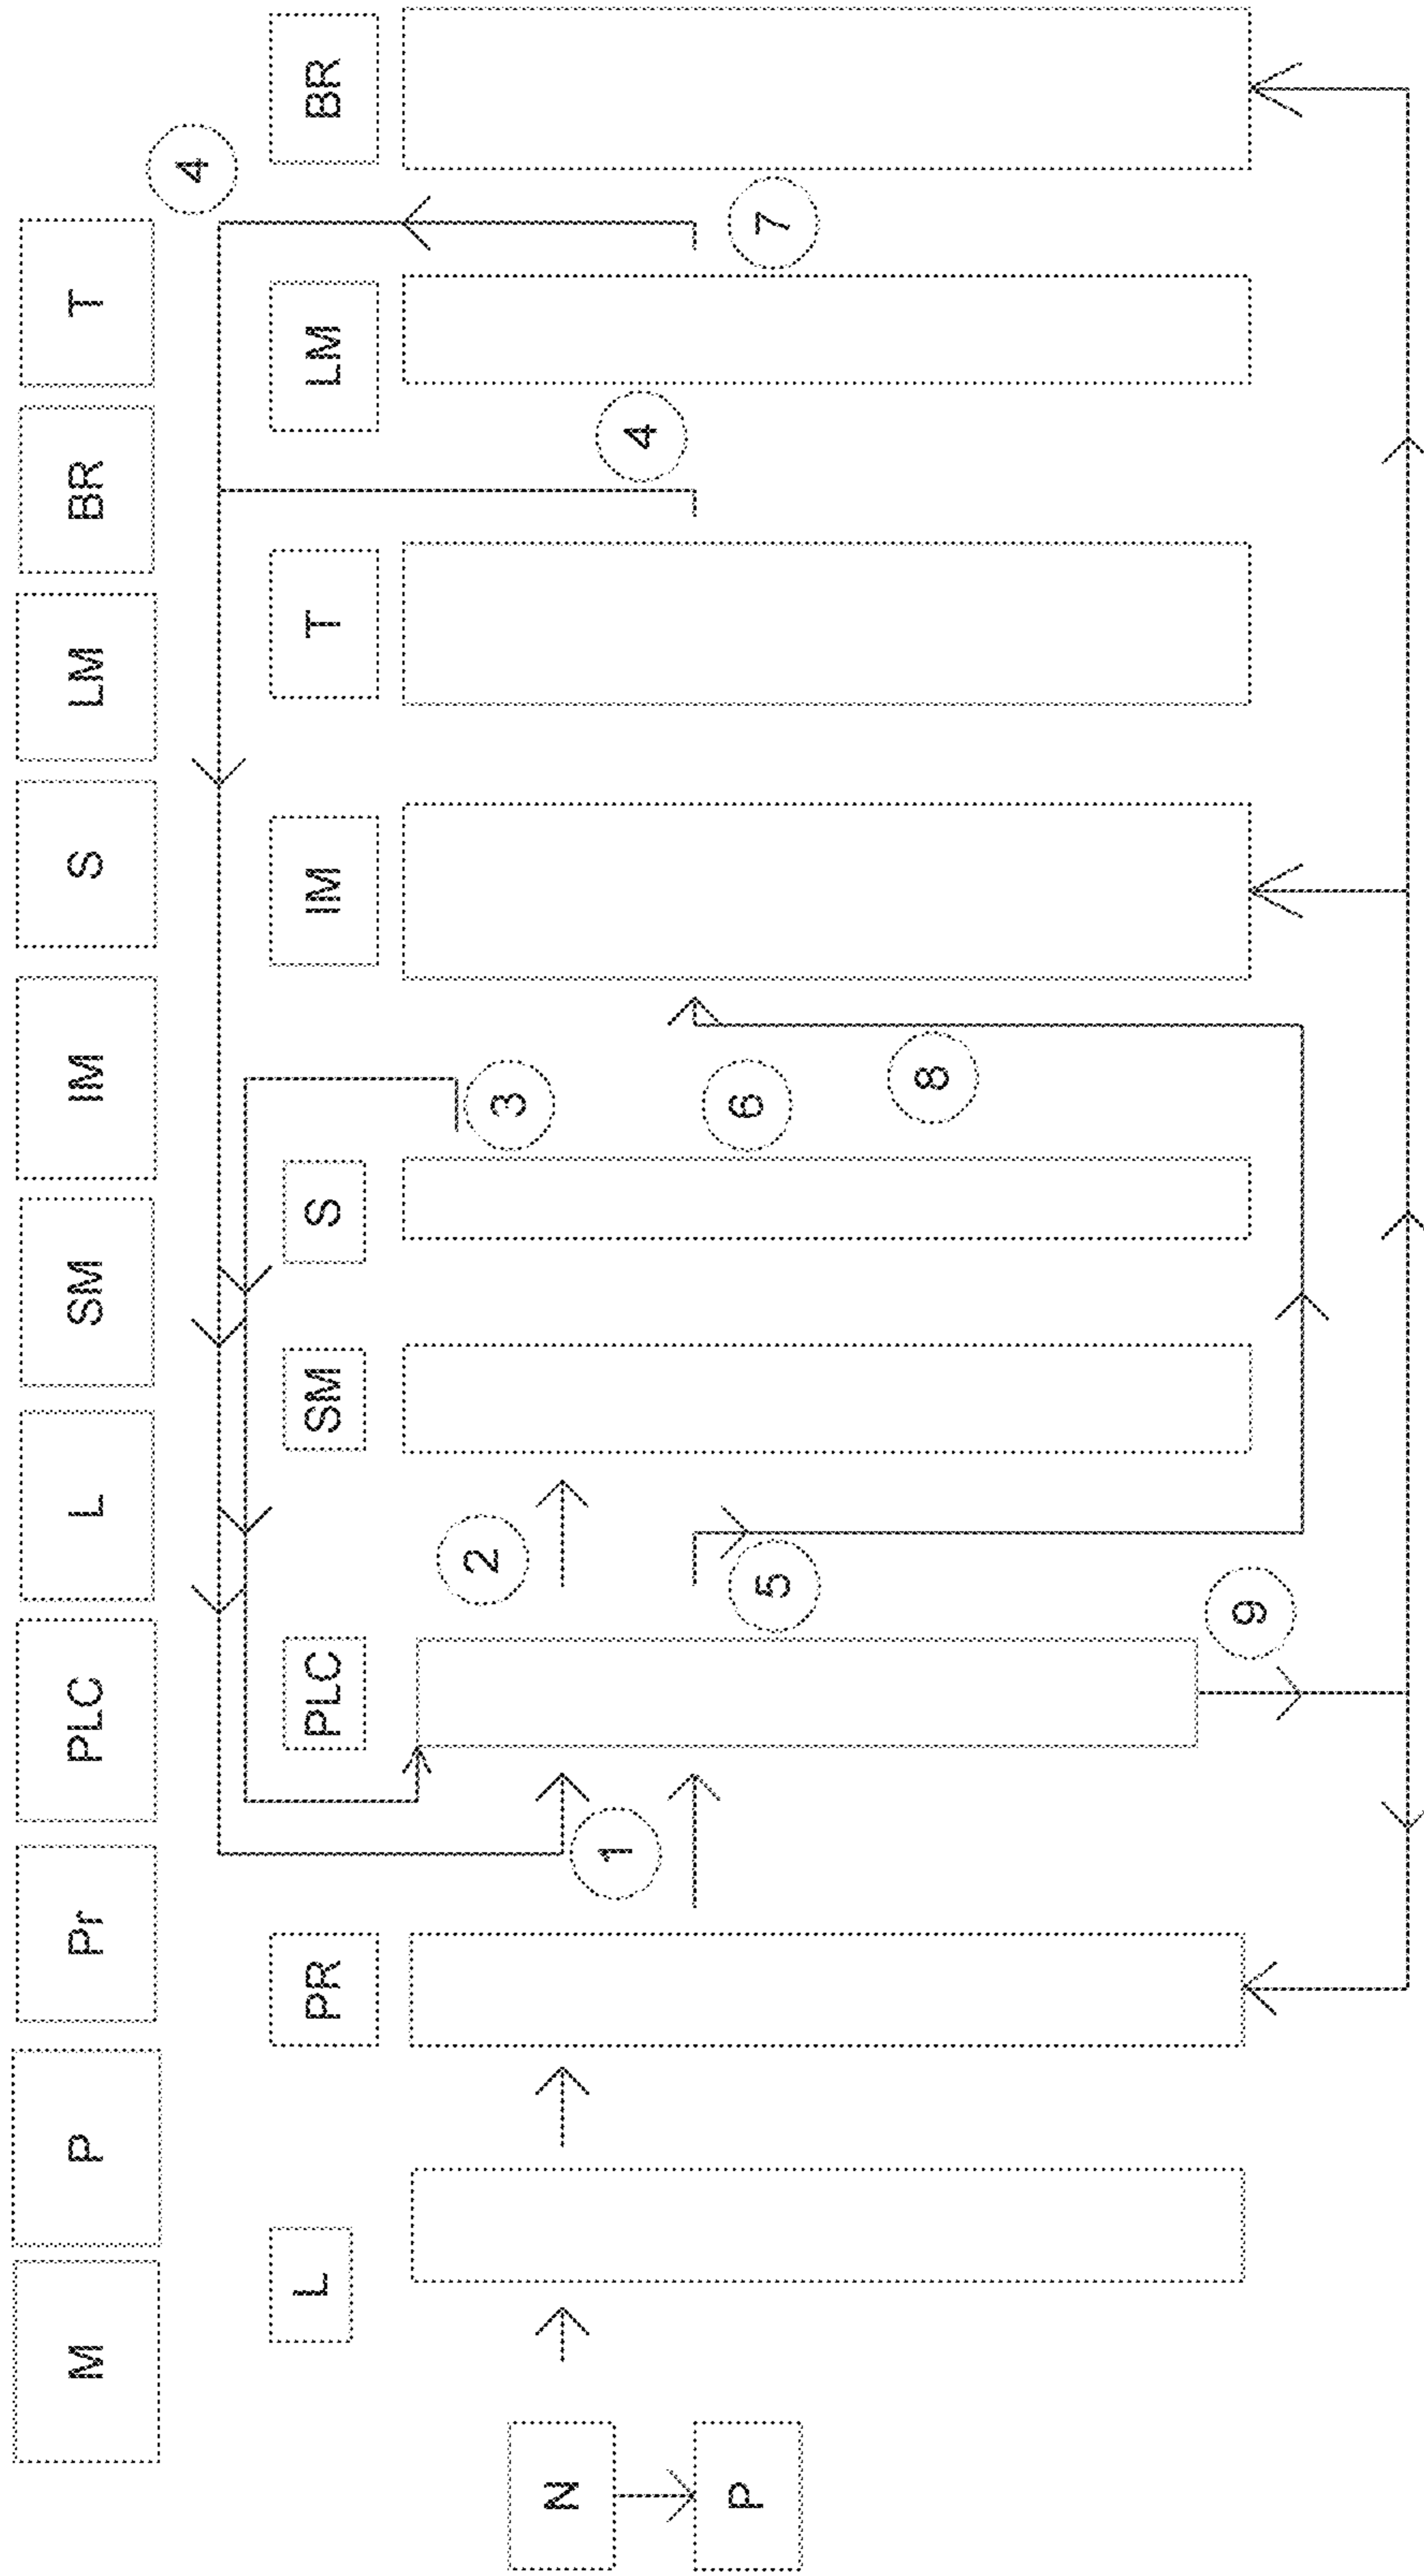 M P Pr PLC L SM IM S LM BR T
4
L PR PLC SM S IM T LM BR
2 3
N 1 4
P 5 6 7
8
9